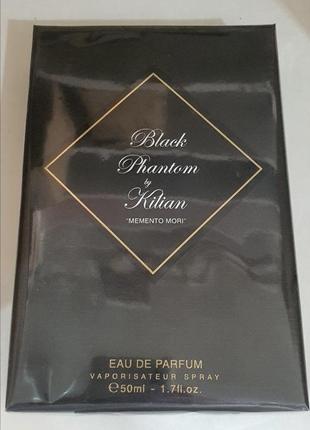 Black
Phantom
by
Kilian
"MEMENTO MORI"
EAU DE PARFUM
VAPORISATEUR SPRAY
℮50ml - 1.7fl.oz.